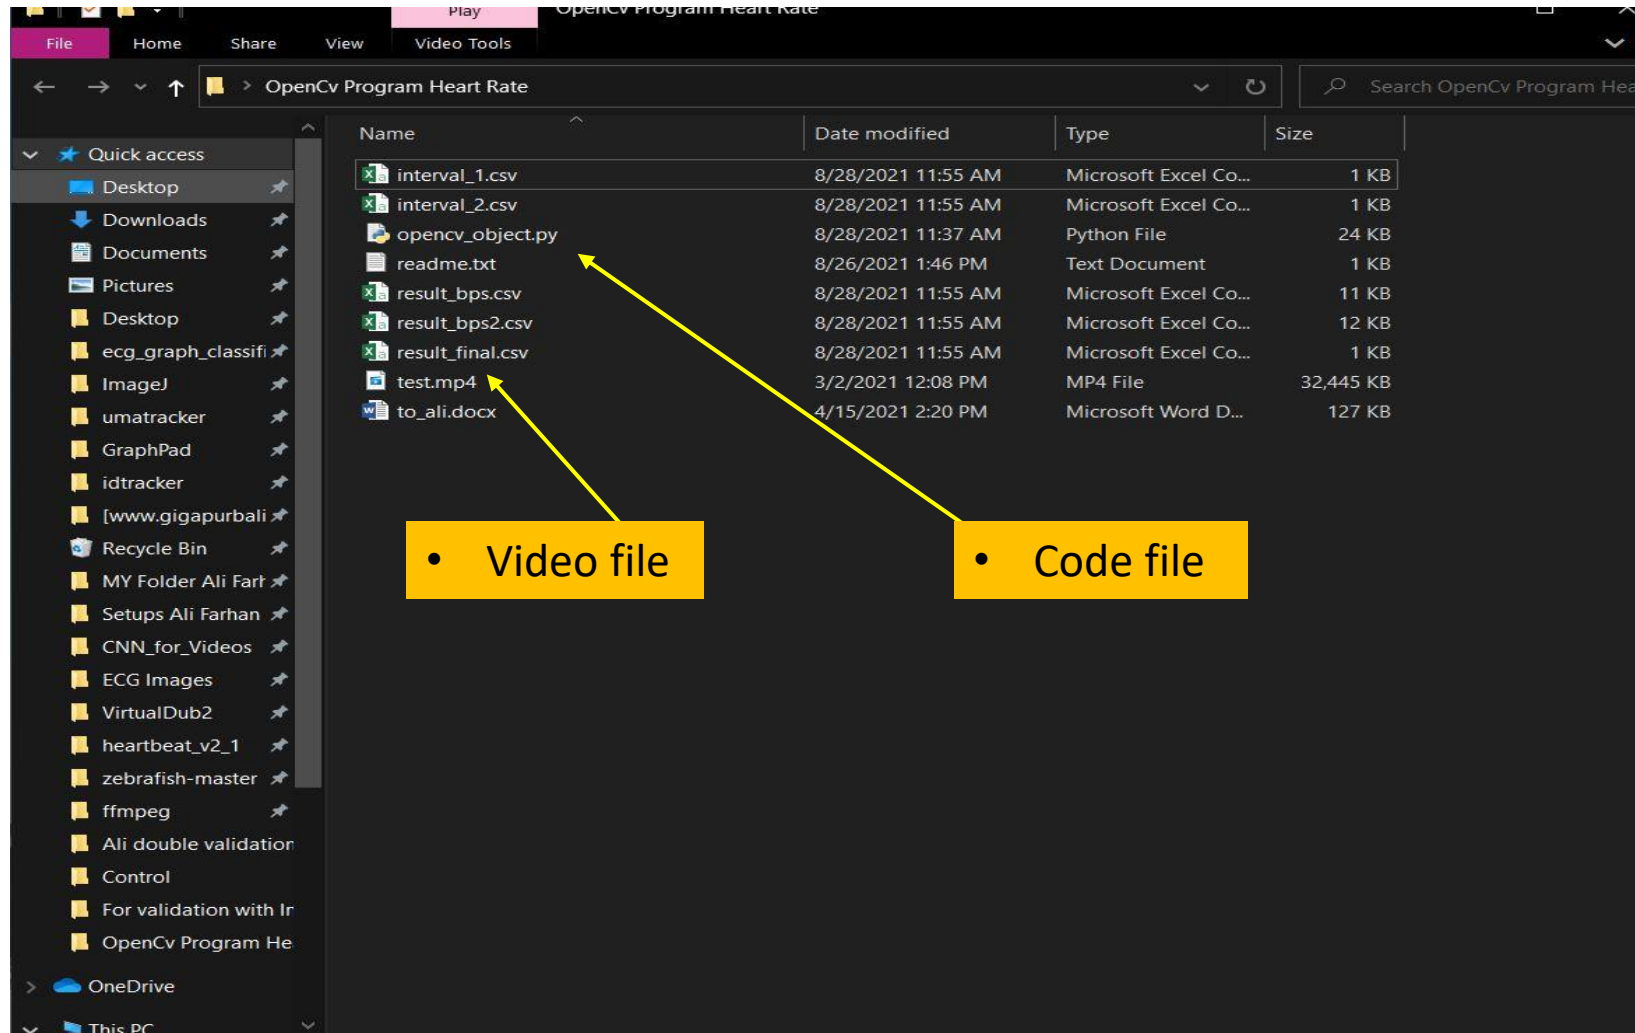 Play OpenCv Program Heart Rate
File Home Share View Video Tools
OpenCv Program Heart Rate
Search OpenCv Program Hea
Name Date modified Type Size
Quick access
Desktop
Downloads
Documents
Pictures
Desktop
ecg_graph_classifi
ImageJ
umatracker
GraphPad
idtracker
[www.gigapurbali
Recycle Bin
MY Folder Ali Farh
Setups Ali Farhan
CNN_for_Videos
ECG Images
VirtualDub2
heartbeat_v2_1
zebrafish-master
ffmpeg
Ali double validation
Control
For validation with In
OpenCv Program He
OneDrive
This PC
interval_1.csv 8/28/2021 11:55 AM Microsoft Excel Co... 1 KB
interval_2.csv 8/28/2021 11:55 AM Microsoft Excel Co... 1 KB
opencv_object.py 8/28/2021 11:37 AM Python File 24 KB
readme.txt 8/26/2021 1:46 PM Text Document 1 KB
result_bps.csv 8/28/2021 11:55 AM Microsoft Excel Co... 11 KB
result_bps2.csv 8/28/2021 11:55 AM Microsoft Excel Co... 12 KB
result_final.csv 8/28/2021 11:55 AM Microsoft Excel Co... 1 KB
test.mp4 3/2/2021 12:08 PM MP4 File 32,445 KB
to_ali.docx 4/15/2021 2:20 PM Microsoft Word D... 127 KB
• Video file
• Code file